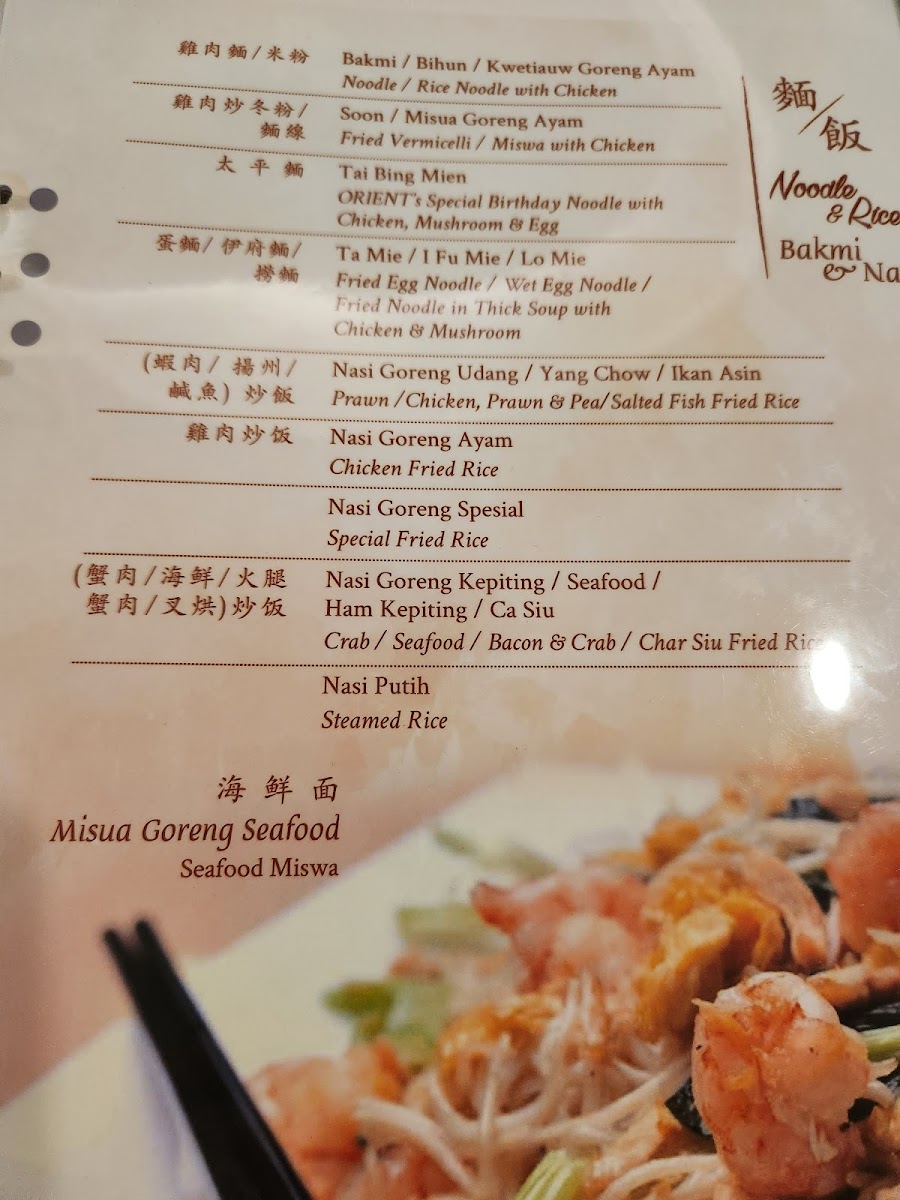 雞肉麵/米粉
Bakmi / Bihun / Kwetiauw Goreng Ayam
Noodle / Rice Noodle with Chicken
雞肉炒冬粉/
麵線
Soon / Misua Goreng Ayam
Fried Vermicelli / Miswa with Chicken
太平麵
Tai Bing Mien
ORIENT's Special Birthday Noodle with
Chicken, Mushroom & Egg
蛋麵/伊府麵/
撈麵
Ta Mie / I Fu Mie / Lo Mie
Fried Egg Noodle / Wet Egg Noodle /
Fried Noodle in Thick Soup with
Chicken & Mushroom
(蝦肉/揚州/
鹹魚)炒飯
Nasi Goreng Udang / Yang Chow / Ikan Asin
Prawn /Chicken, Prawn & Pea/Salted Fish Fried Rice
雞肉炒饭
Nasi Goreng Ayam
Chicken Fried Rice
Nasi Goreng Spesial
Special Fried Rice
(蟹肉/海鮮/火腿
蟹肉/叉烘)炒饭
Nasi Goreng Kepiting / Seafood /
Ham Kepiting / Ca Siu
Crab / Seafood / Bacon & Crab / Char Siu Fried Rice
Nasi Putih
Steamed Rice
麵/飯
Noodle
& Rice
Bakmi
& Na
海鮮面
Misua Goreng Seafood
Seafood Miswa